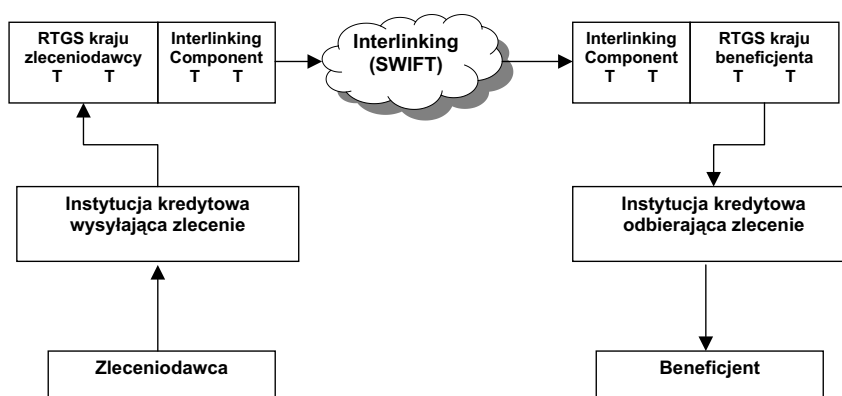 RTGS kraju
zleceniodawcy
T T
Interlinking
Component
T T
Interlinking
(SWIFT)
Interlinking
Component
T T
RTGS kraju
beneficjenta
T T
Instytucja kredytowa
wysyłająca zlecenie
Instytucja kredytowa
odbierająca zlecenie
Zleceniodawca
Beneficjent